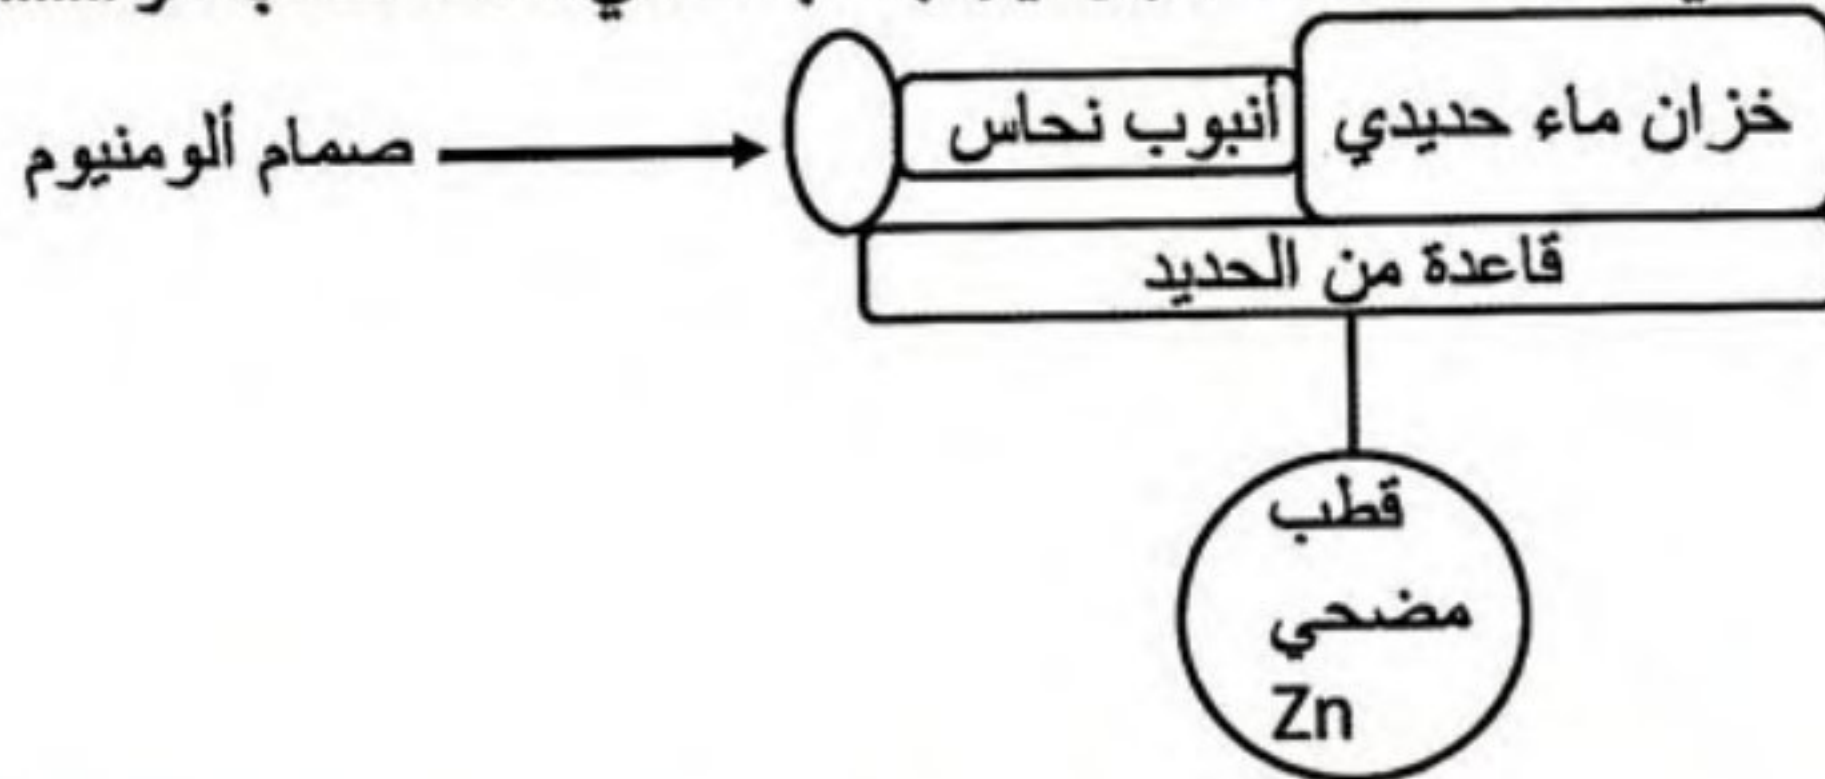 خزان ماء حديدي
أنبوب نحاس
صمام ألومنيوم
قاعدة من الحديد
قطب
مضحي
Zn